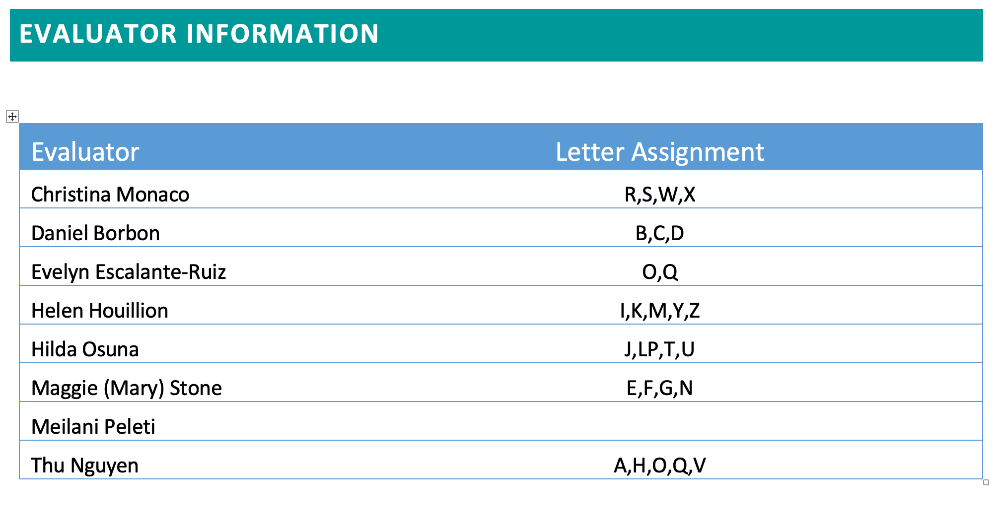 EVALUATOR INFORMATION
Evaluator Letter Assignment
Christina Monaco R,S,W,X
Daniel Borbon B,C,D
Evelyn Escalante-Ruiz O,Q
Helen Houillion I,K,M,Y,Z
Hilda Osuna J,LP,T,U
Maggie (Mary) Stone E,F,G,N
Meilani Peleti
Thu Nguyen A,H,O,Q,V